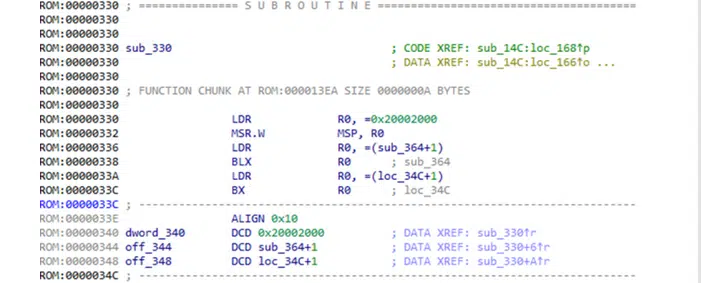 ROM:00000330 ; =============== S U B R O U T I N E =======================================
ROM:00000330
ROM:00000330
ROM:00000330 sub_330 ; CODE XREF: sub_14C:loc_168↑p
ROM:00000330 ; DATA XREF: sub_14C:loc_166↑o ...
ROM:00000330
ROM:00000330 ; FUNCTION CHUNK AT ROM:000013EA SIZE 0000000A BYTES
ROM:00000330
ROM:00000330 LDR R0, =0x20002000
ROM:00000332 MSR.W MSP, R0
ROM:00000336 LDR R0, =(sub_364+1)
ROM:00000338 BLX R0 ; sub_364
ROM:0000033A LDR R0, =(loc_34C+1)
ROM:0000033C BX R0 ; loc_34C
ROM:0000033C ; ---------------------------------------------------------------------------
ROM:0000033E ALIGN 0x10
ROM:00000340 dword_340 DCD 0x20002000 ; DATA XREF: sub_330↑r
ROM:00000344 off_344 DCD sub_364+1 ; DATA XREF: sub_330+6↑r
ROM:00000348 off_348 DCD loc_34C+1 ; DATA XREF: sub_330+A↑r
ROM:0000034C ; ---------------------------------------------------------------------------